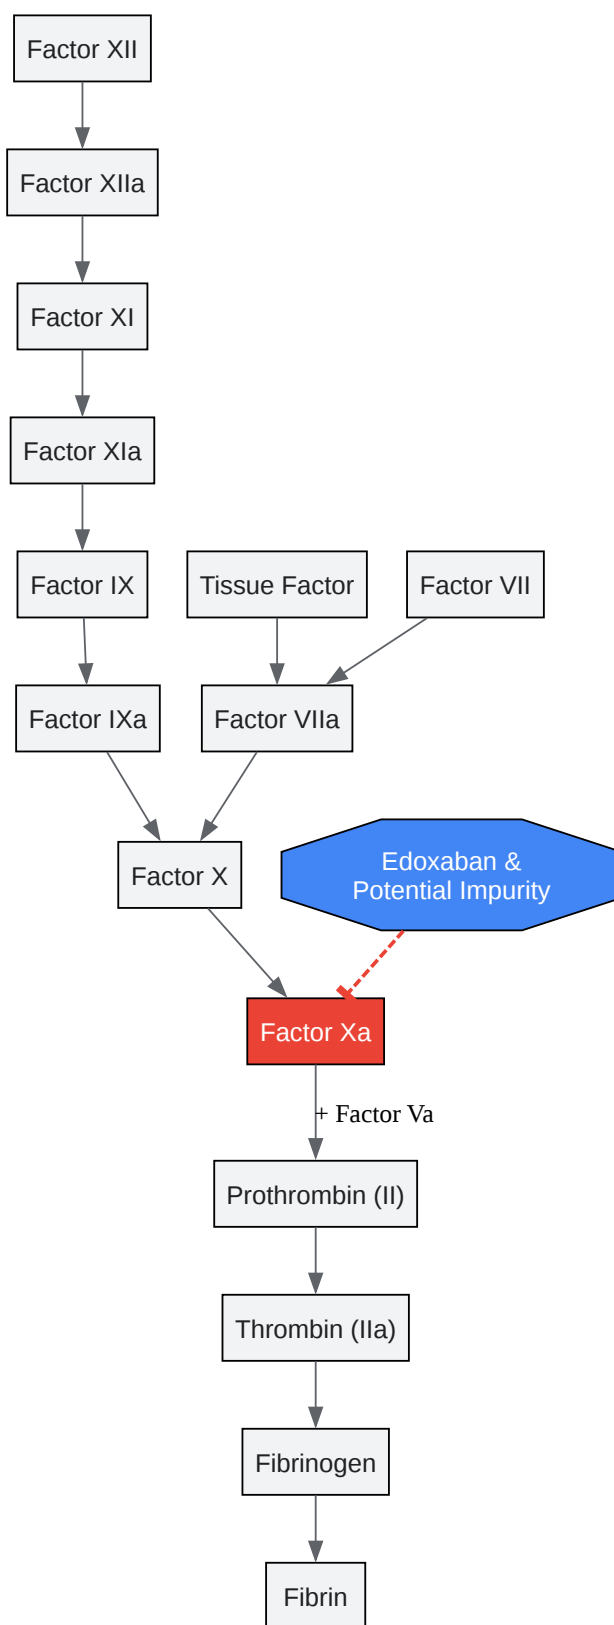 Factor XII
Factor XIIa
Factor XI
Factor XIa
Factor IX
Tissue Factor
Factor VII
Factor IXa
Factor VIIa
Factor X
Edoxaban &
Potential Impurity
Factor Xa
+ Factor Va
Prothrombin (II)
Thrombin (IIa)
Fibrinogen
Fibrin